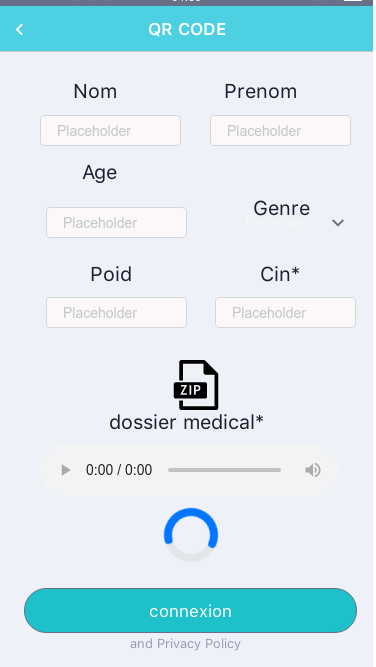 QR CODE
Nom
Prenom
Placeholder
Placeholder
Age
Placeholder
Genre
Poid
Cin*
Placeholder
Placeholder
ZIP
dossier medical*
0:00 / 0:00
connexion
and Privacy Policy